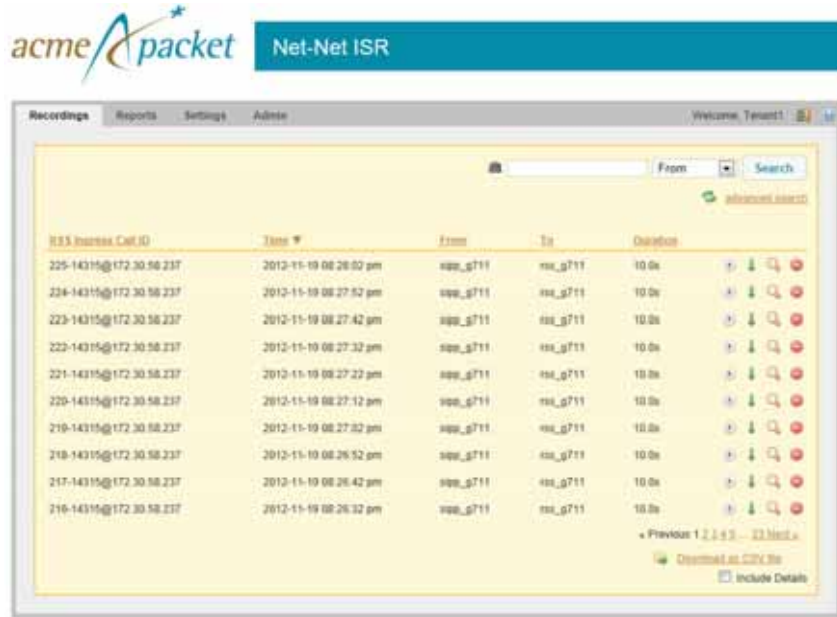 acme packet
Net-Net ISR
Recordings Reports Settings Admin Welcome, Tenant1
From Search
advanced search
RSS Ingress Call ID Time ▼ From To Duration
225-14315@172.30.58.237 2012-11-19 08:28:02 pm sipp_g711 rss_g711 10.0s
224-14315@172.30.58.237 2012-11-19 08:27:52 pm sipp_g711 rss_g711 10.0s
223-14315@172.30.58.237 2012-11-19 08:27:42 pm sipp_g711 rss_g711 10.0s
222-14315@172.30.58.237 2012-11-19 08:27:32 pm sipp_g711 rss_g711 10.0s
221-14315@172.30.58.237 2012-11-19 08:27:22 pm sipp_g711 rss_g711 10.0s
220-14315@172.30.58.237 2012-11-19 08:27:12 pm sipp_g711 rss_g711 10.0s
219-14315@172.30.58.237 2012-11-19 08:27:02 pm sipp_g711 rss_g711 10.0s
218-14315@172.30.58.237 2012-11-19 08:26:52 pm sipp_g711 rss_g711 10.0s
217-14315@172.30.58.237 2012-11-19 08:26:42 pm sipp_g711 rss_g711 10.0s
216-14315@172.30.58.237 2012-11-19 08:26:32 pm sipp_g711 rss_g711 10.0s
« Previous 1 2 3 4 5 ... 23 Next »
Download as CSV file
Include Details